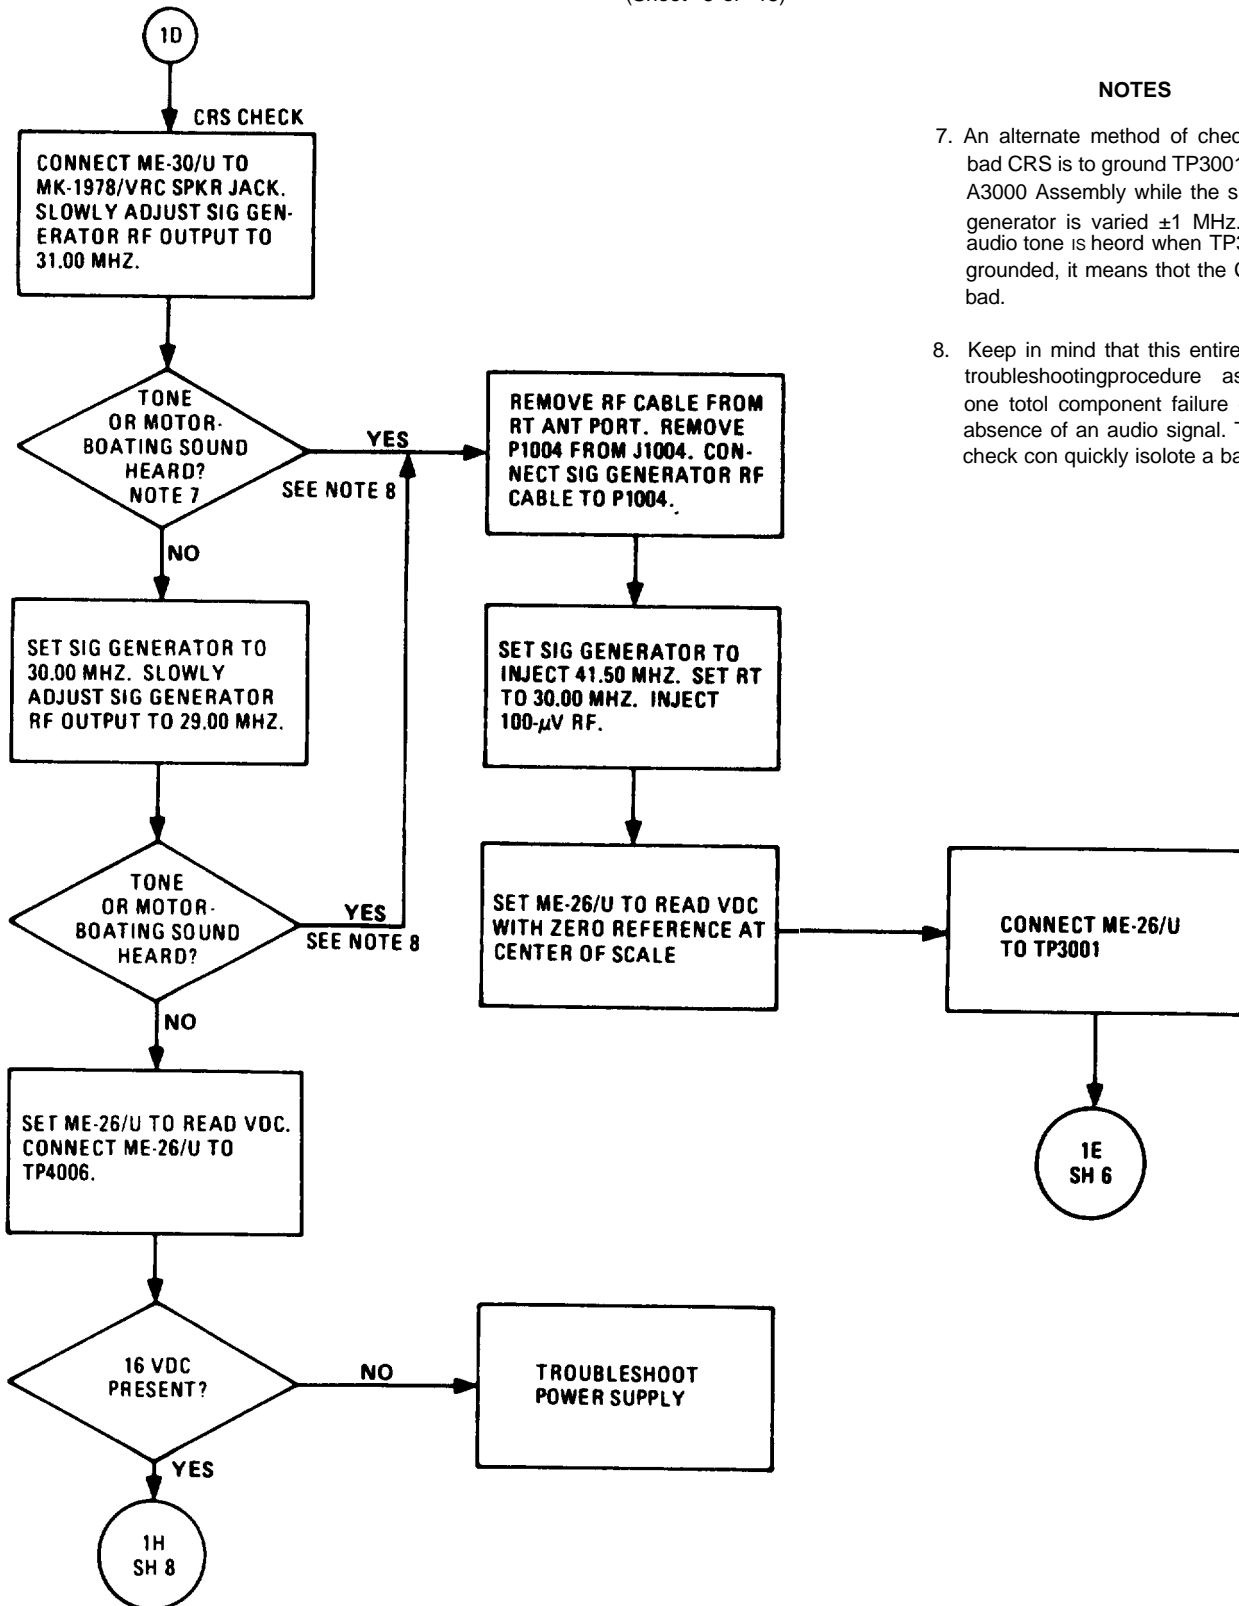 1D
CRS CHECK
CONNECT ME-30/U TO
MK-1978/VRC SPKR JACK.
SLOWLY ADJUST SIG GEN-
ERATOR RF OUTPUT TO
31.00 MHZ.
TONE
OR MOTOR-
BOATING SOUND
HEARD?
NOTE 7
YES
SEE NOTE 8
NO
REMOVE RF CABLE FROM
RT ANT PORT. REMOVE
P1004 FROM J1004. CON-
NECT SIG GENERATOR RF
CABLE TO P1004.
SET SIG GENERATOR TO
30.00 MHZ. SLOWLY
ADJUST SIG GENERATOR
RF OUTPUT TO 29.00 MHZ.
SET SIG GENERATOR TO
INJECT 41.50 MHZ. SET RT
TO 30.00 MHZ. INJECT
100-μV RF.
TONE
OR MOTOR-
BOATING SOUND
HEARD?
YES
SEE NOTE 8
NO
SET ME-26/U TO READ VDC
WITH ZERO REFERENCE AT
CENTER OF SCALE
CONNECT ME-26/U
TO TP3001
1E
SH 6
SET ME-26/U TO READ VDC.
CONNECT ME-26/U TO
TP4006.
16 VDC
PRESENT?
NO
TROUBLESHOOT
POWER SUPPLY
YES
1H
SH 8
NOTES
7. An alternate method of chec
bad CRS is to ground TP3001
A3000 Assembly while the s
generator is varied ±1 MHz.
audio tone is heord when TP3
grounded, it means thot the C
bad.
8. Keep in mind that this entire
troubleshootingprocedure as
one totol component failure
absence of an audio signal. T
check con quickly isolote a ba